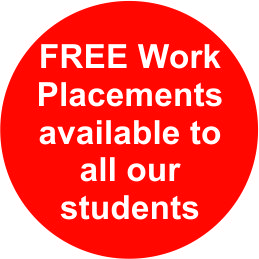 FREE Work
Placements
available to
all our
students